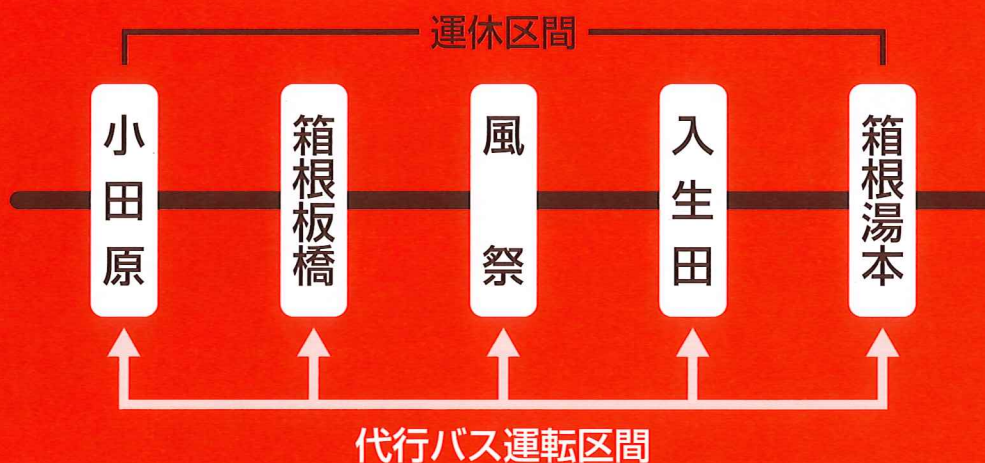 運休区間
小田原
箱根板橋
風祭
入生田
箱根湯本
代行バス運転区間